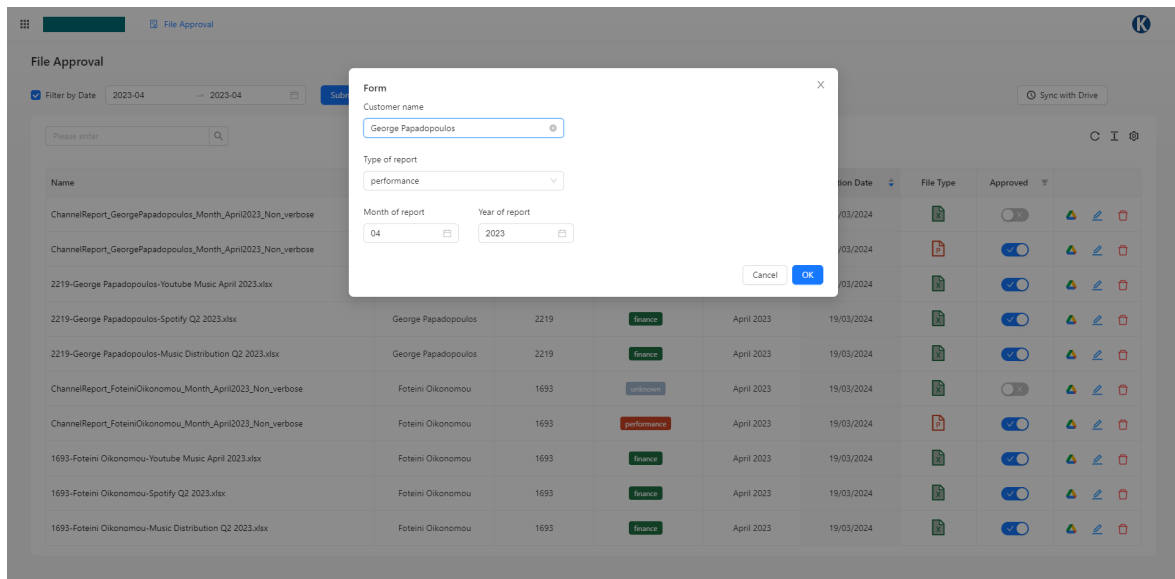 File Approval
K
File Approval
Filter by Date 2023-04 → 2023-04
Sync with Drive
Please enter
Form
Customer name
George Papadopoulos
Type of report
performance
Month of report Year of report
04 2023
Cancel OK
Name File Type Approved
ChannelReport_GeorgePapadopoulos_Month_April2023_Non_verbose /03/2024
ChannelReport_GeorgePapadopoulos_Month_April2023_Non_verbose /03/2024
2219-George Papadopoulos-Youtube Music April 2023.xlsx /03/2024
2219-George Papadopoulos-Spotify Q2 2023.xlsx George Papadopoulos 2219 finance April 2023 19/03/2024
2219-George Papadopoulos-Music Distribution Q2 2023.xlsx George Papadopoulos 2219 finance April 2023 19/03/2024
ChannelReport_FoteiniOikonomou_Month_April2023_Non_verbose Foteini Oikonomou 1693 unknown April 2023 19/03/2024
ChannelReport_FoteiniOikonomou_Month_April2023_Non_verbose Foteini Oikonomou 1693 performance April 2023 19/03/2024
1693-Foteini Oikonomou-Youtube Music April 2023.xlsx Foteini Oikonomou 1693 finance April 2023 19/03/2024
1693-Foteini Oikonomou-Spotify Q2 2023.xlsx Foteini Oikonomou 1693 finance April 2023 19/03/2024
1693-Foteini Oikonomou-Music Distribution Q2 2023.xlsx Foteini Oikonomou 1693 finance April 2023 19/03/2024